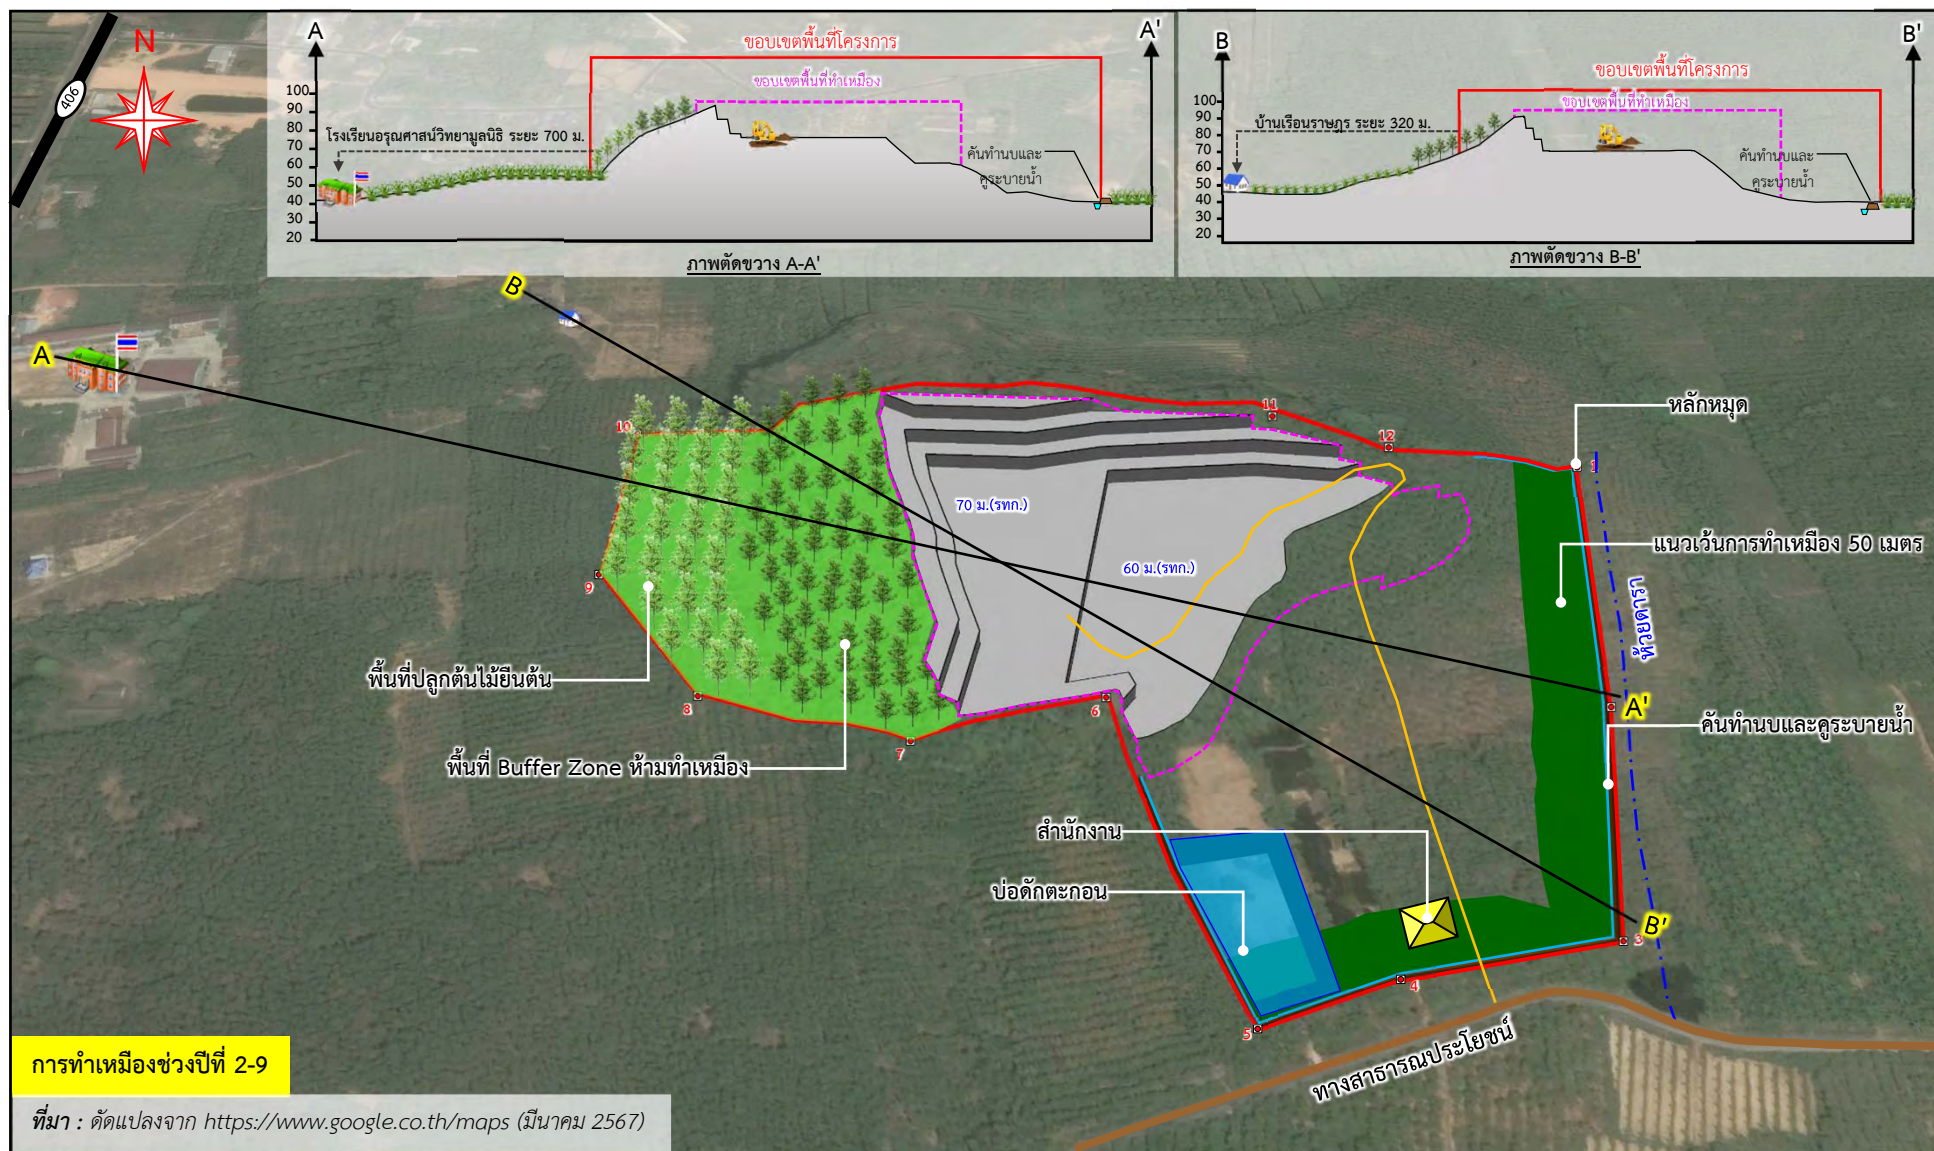 406
N
A
A'
ขอบเขตพื้นที่โครงการ
ขอบเขตพื้นที่ทำเหมือง
100
90
80
70
60
50
40
30
20
โรงเรียนอรุณศาสน์วิทยามูลนิธิ ระยะ 700 ม.
คันทำนบและ
คูระบายน้ำ
ภาพตัดขวาง A-A'
B
B'
ขอบเขตพื้นที่โครงการ
ขอบเขตพื้นที่ทำเหมือง
100
90
80
70
60
50
40
30
20
บ้านเรือนราษฎร ระยะ 320 ม.
คันทำนบและ
คูระบายน้ำ
ภาพตัดขวาง B-B'
B
A
10
11
12
1
หลักหมุด
70 ม.(รทก.)
60 ม.(รทก.)
แนวเว้นการทำเหมือง 50 เมตร
9
ห้วยดารา
พื้นที่ปลูกต้นไม้ยืนต้น
8
6
A'
คันทำนบและคูระบายน้ำ
7
พื้นที่ Buffer Zone ห้ามทำเหมือง
สำนักงาน
บ่อดักตะกอน
B'
3
4
5
ทางสาธารณประโยชน์
การทำเหมืองช่วงปีที่ 2-9
ที่มา : ดัดแปลงจาก https://www.google.co.th/maps (มีนาคม 2567)